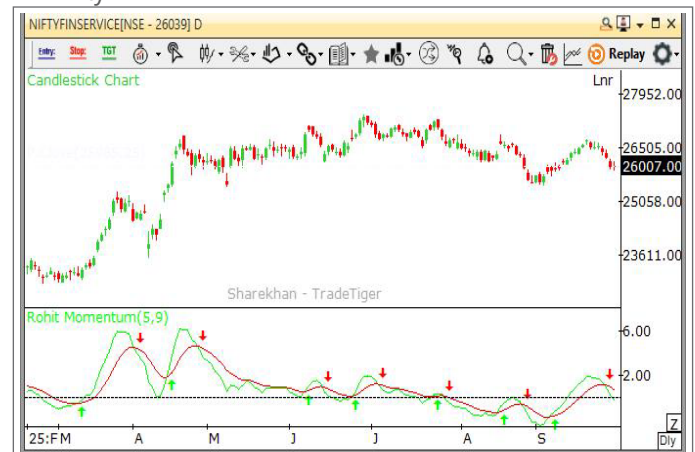 NIFTYFINSERVICE[NSE - 26039] D
Entry: Stop: TGT Replay
Candlestick Chart
Lnr
27952.00
26505.00
26007.00
25058.00
23611.00
Sharekhan - TradeTiger
Rohit Momentum(5,9)
6.00
2.00
Z
25:F M A M J J A S Dly